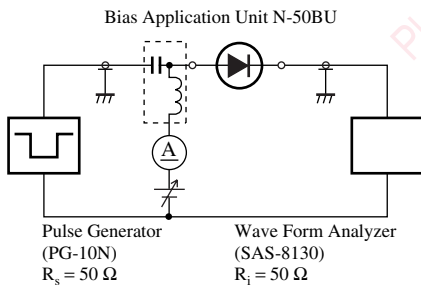 Bias Application Unit N-50BU
A
Pulse Generator
(PG-10N)
Rs = 50 Ω
Wave Form Analyzer
(SAS-8130)
Ri = 50 Ω